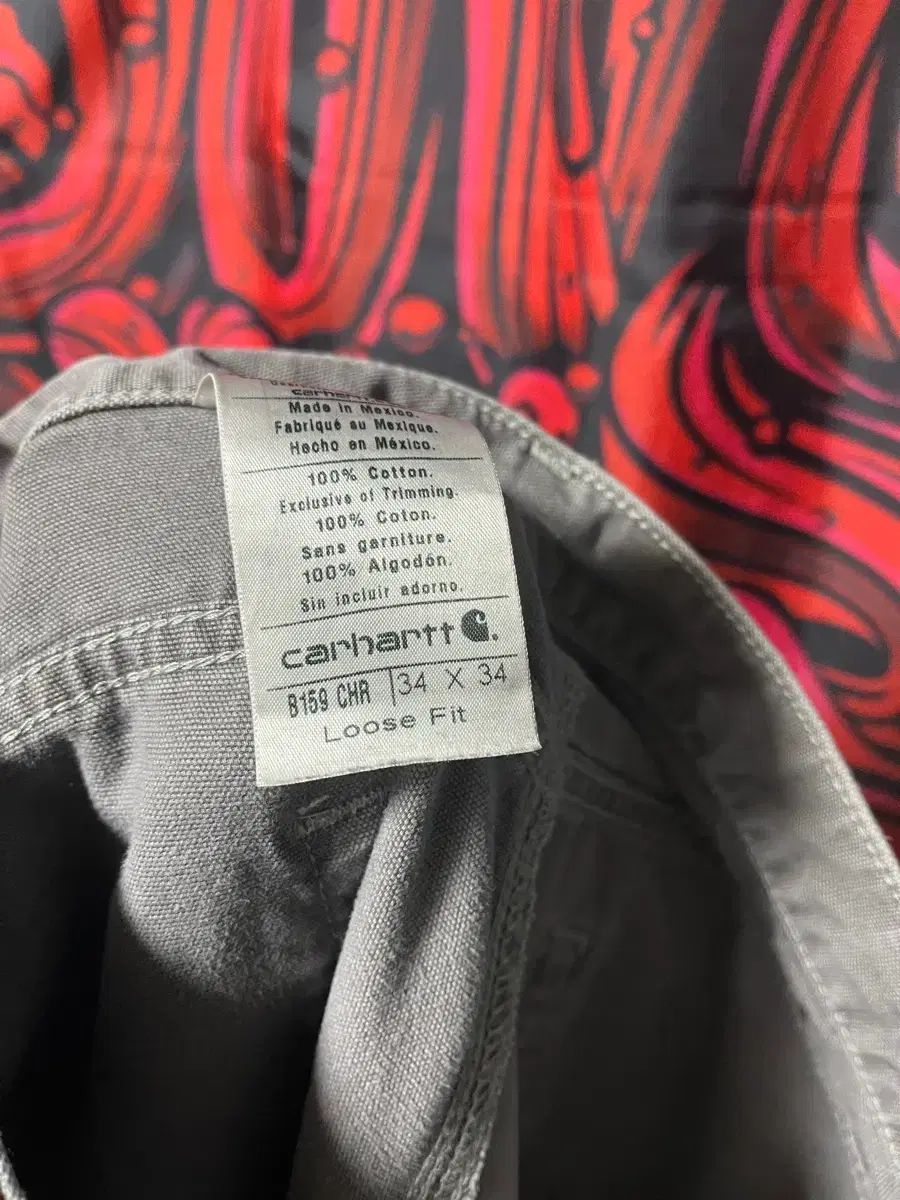 carhartt
Made in Mexico.
Fabriqué au Mexique.
Hecho en México.
100% Cotton.
Exclusive of Trimming.
100% Coton.
Sans garniture.
100% Algodón.
Sin incluir adorno.
carhartt
B159 CHR | 34 X 34
Loose Fit